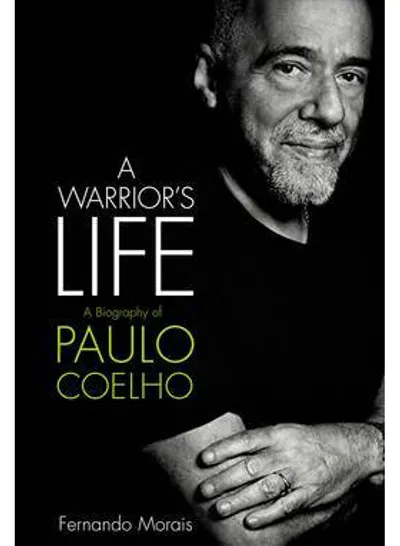 A
WARRIOR'S
LIFE
A Biography of
PAULO
COELHO
Fernando Morais